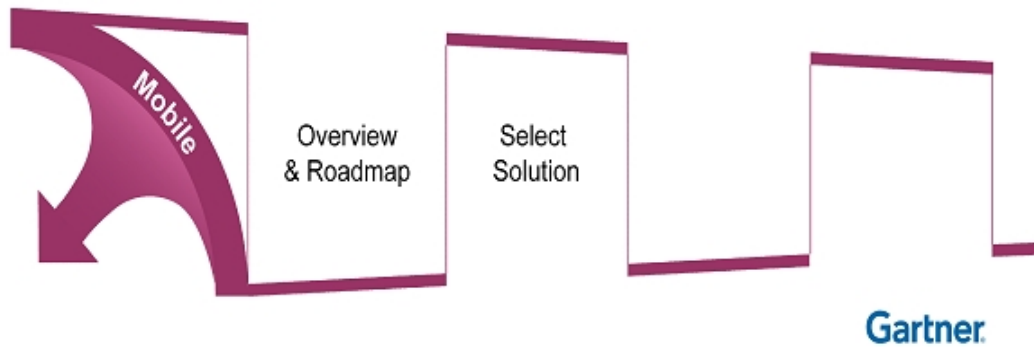 Mobile
Overview
& Roadmap
Select
Solution
Gartner